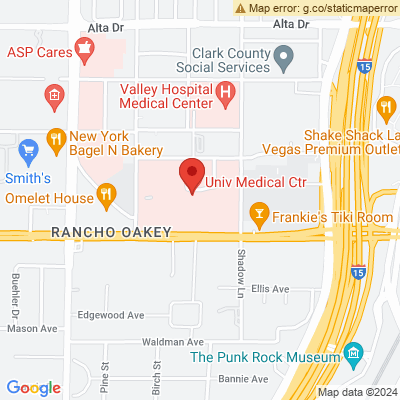 Map error: g.co/staticmaperror
Alta Dr
Alta Dr
ASP Cares
Clark County
Social Services
15
Valley Hospital
Medical Center
H
Shake Shack La
New York
Bagel N Bakery
Vegas Premium Outlet
Smith's
Univ Medical Ctr
Omelet House
Frankie's Tiki Room
RANCHO OAKEY
Shadow Ln
15
Buehler Dr
Ellis Ave
Edgewood Ave
Mason Ave
Waldman Ave
The Punk Rock Museum
Pine St
Birch St
Bannie Ave
Google
Map data ©2024